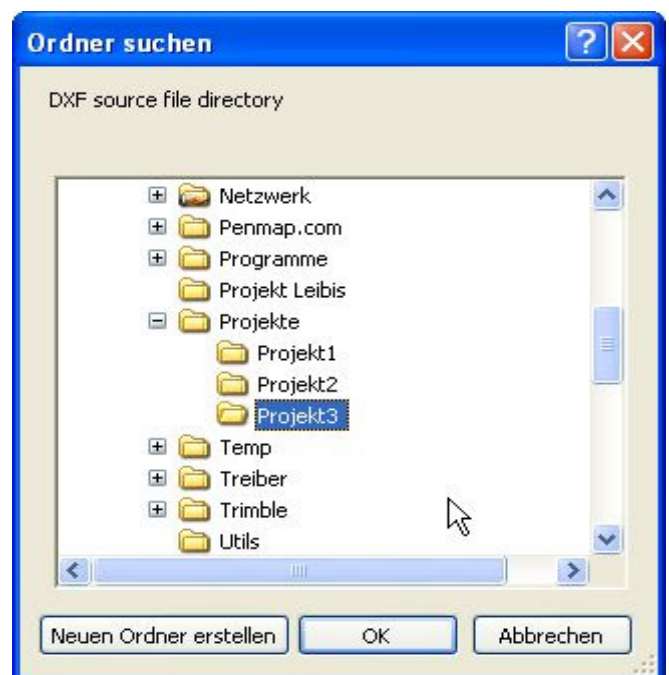 Ordner suchen
DXF source file directory
Netzwerk
Penmap.com
Programme
Projekt Leibis
Projekte
Projekt1
Projekt2
Projekt3
Temp
Treiber
Trimble
Utils
Neuen Ordner erstellen OK Abbrechen